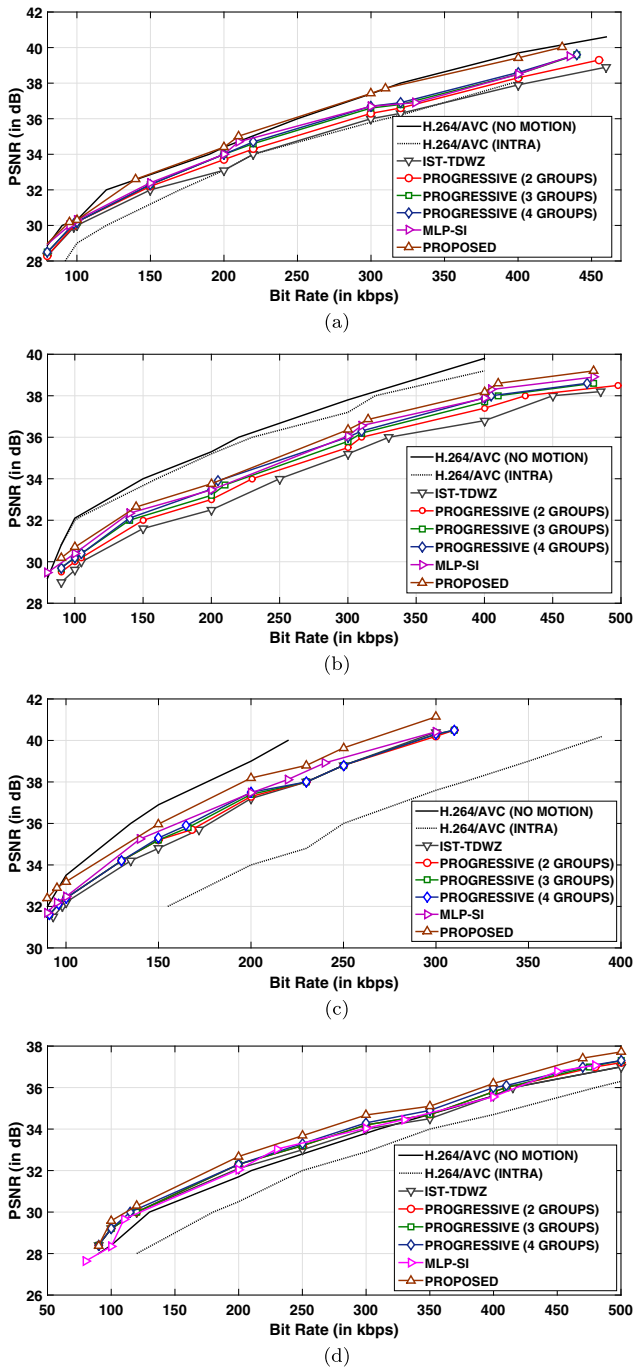 42
40
38
36
34
32
30
28
PSNR (in dB)
H.264/AVC (NO MOTION)
H.264/AVC (INTRA)
IST-TDWZ
PROGRESSIVE (2 GROUPS)
PROGRESSIVE (3 GROUPS)
PROGRESSIVE (4 GROUPS)
MLP-SI
PROPOSED
100 150 200 250 300 350 400 450
Bit Rate (in kbps)
(a)
40
38
36
34
32
30
28
PSNR (in dB)
H.264/AVC (NO MOTION)
H.264/AVC (INTRA)
IST-TDWZ
PROGRESSIVE (2 GROUPS)
PROGRESSIVE (3 GROUPS)
PROGRESSIVE (4 GROUPS)
MLP-SI
PROPOSED
100 150 200 250 300 350 400 450 500
Bit Rate (in kbps)
(b)
42
40
38
36
34
32
30
PSNR (in dB)
H.264/AVC (NO MOTION)
H.264/AVC (INTRA)
IST-TDWZ
PROGRESSIVE (2 GROUPS)
PROGRESSIVE (3 GROUPS)
PROGRESSIVE (4 GROUPS)
MLP-SI
PROPOSED
100 150 200 250 300 350 400
Bit Rate (in kbps)
(c)
38
36
34
32
30
28
26
PSNR (in dB)
H.264/AVC (NO MOTION)
H.264/AVC (INTRA)
IST-TDWZ
PROGRESSIVE (2 GROUPS)
PROGRESSIVE (3 GROUPS)
PROGRESSIVE (4 GROUPS)
MLP-SI
PROPOSED
50 100 150 200 250 300 350 400 450 500
Bit Rate (in kbps)
(d)